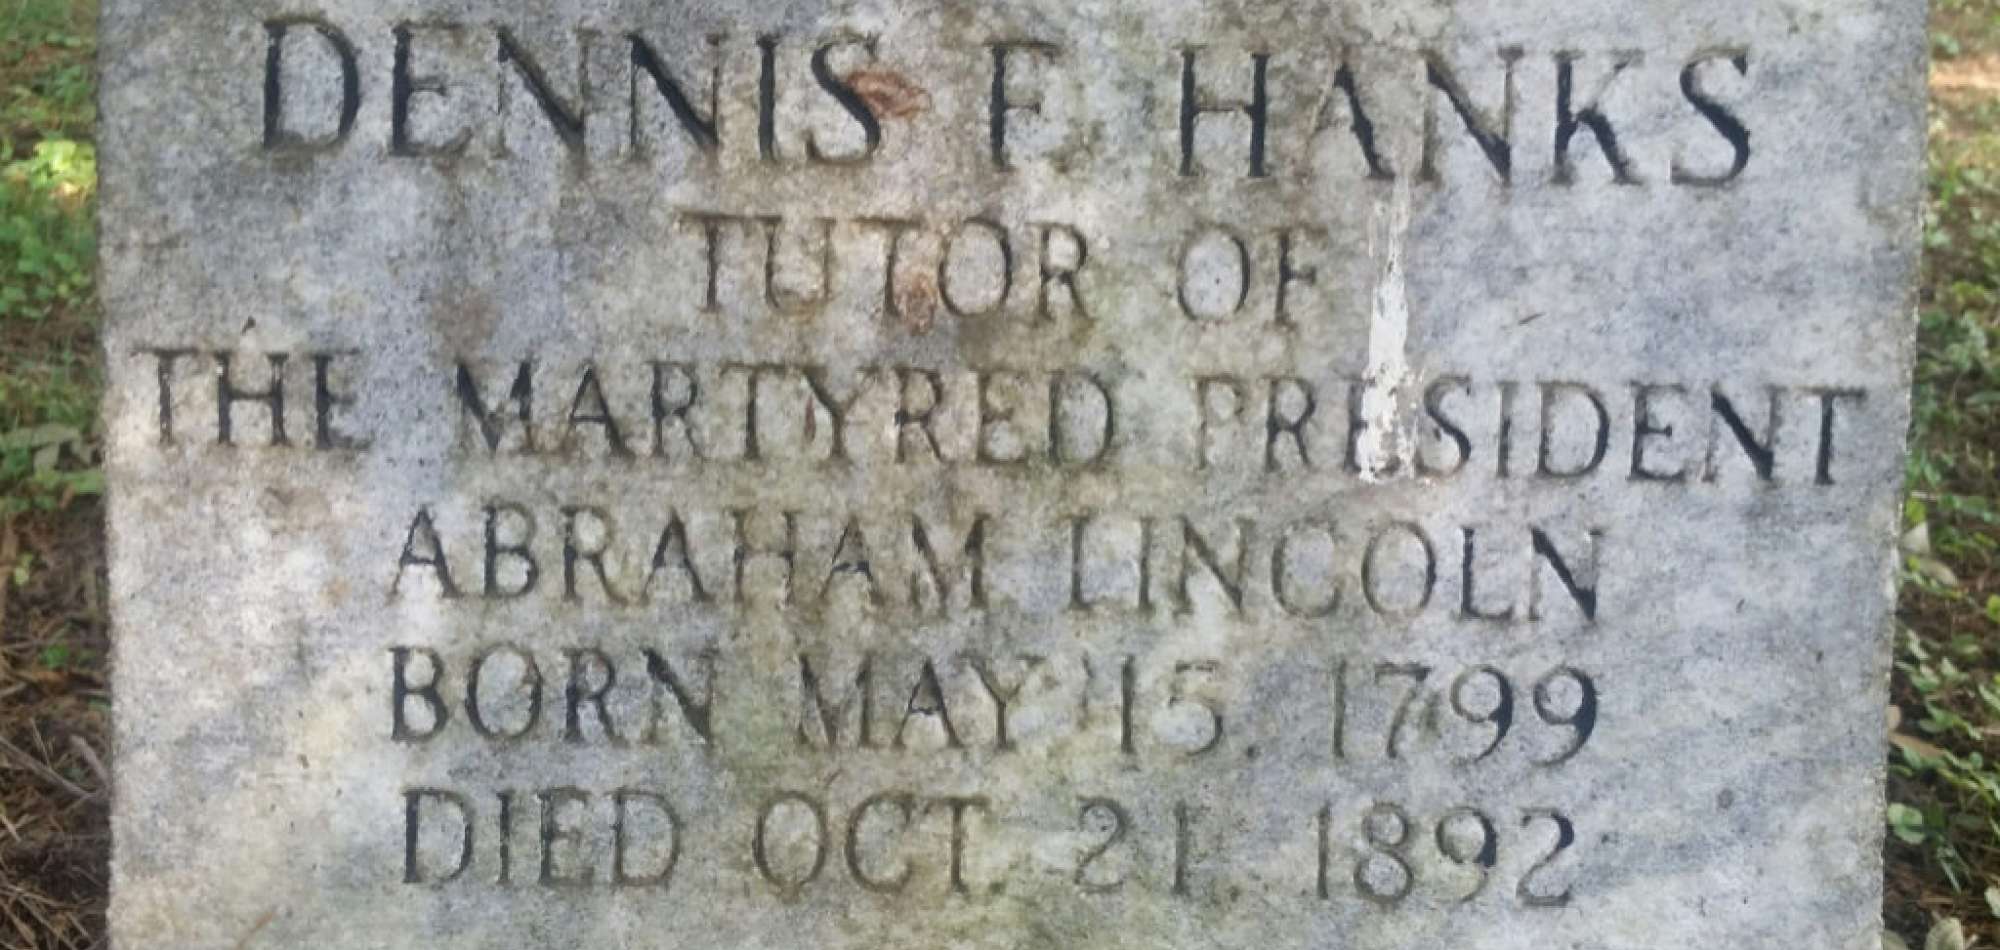 DENNIS F. HANKS
TUTOR OF
THE MARTYRED PRESIDENT
ABRAHAM LINCOLN
BORN MAY 15, 1799
DIED OCT. 21, 1892